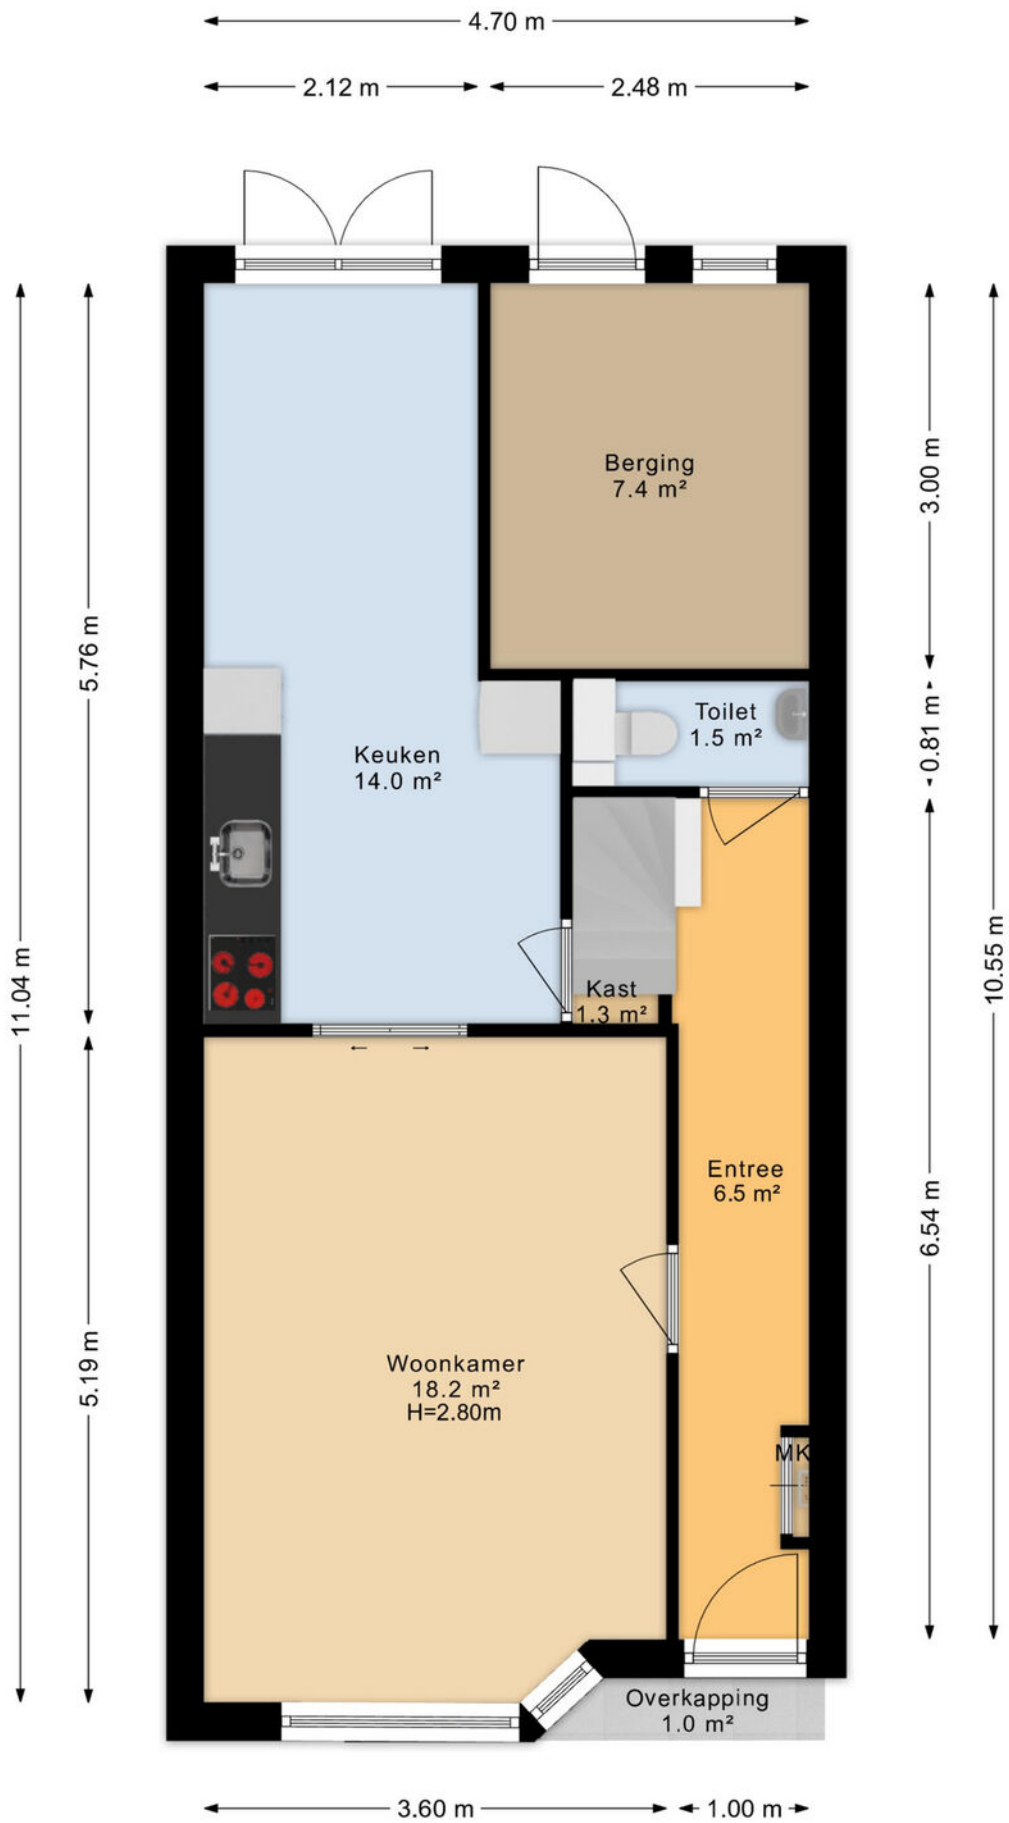 4.70 m
2.12 m
2.48 m
Berging
7.4 m²
3.00 m
5.76 m
Toilet
1.5 m²
0.81 m
Keuken
14.0 m²
11.04 m
10.55 m
Kast
1.3 m²
Entree
6.5 m²
6.54 m
5.19 m
Woonkamer
18.2 m²
H=2.80m
MK
Overkapping
1.0 m²
3.60 m
1.00 m